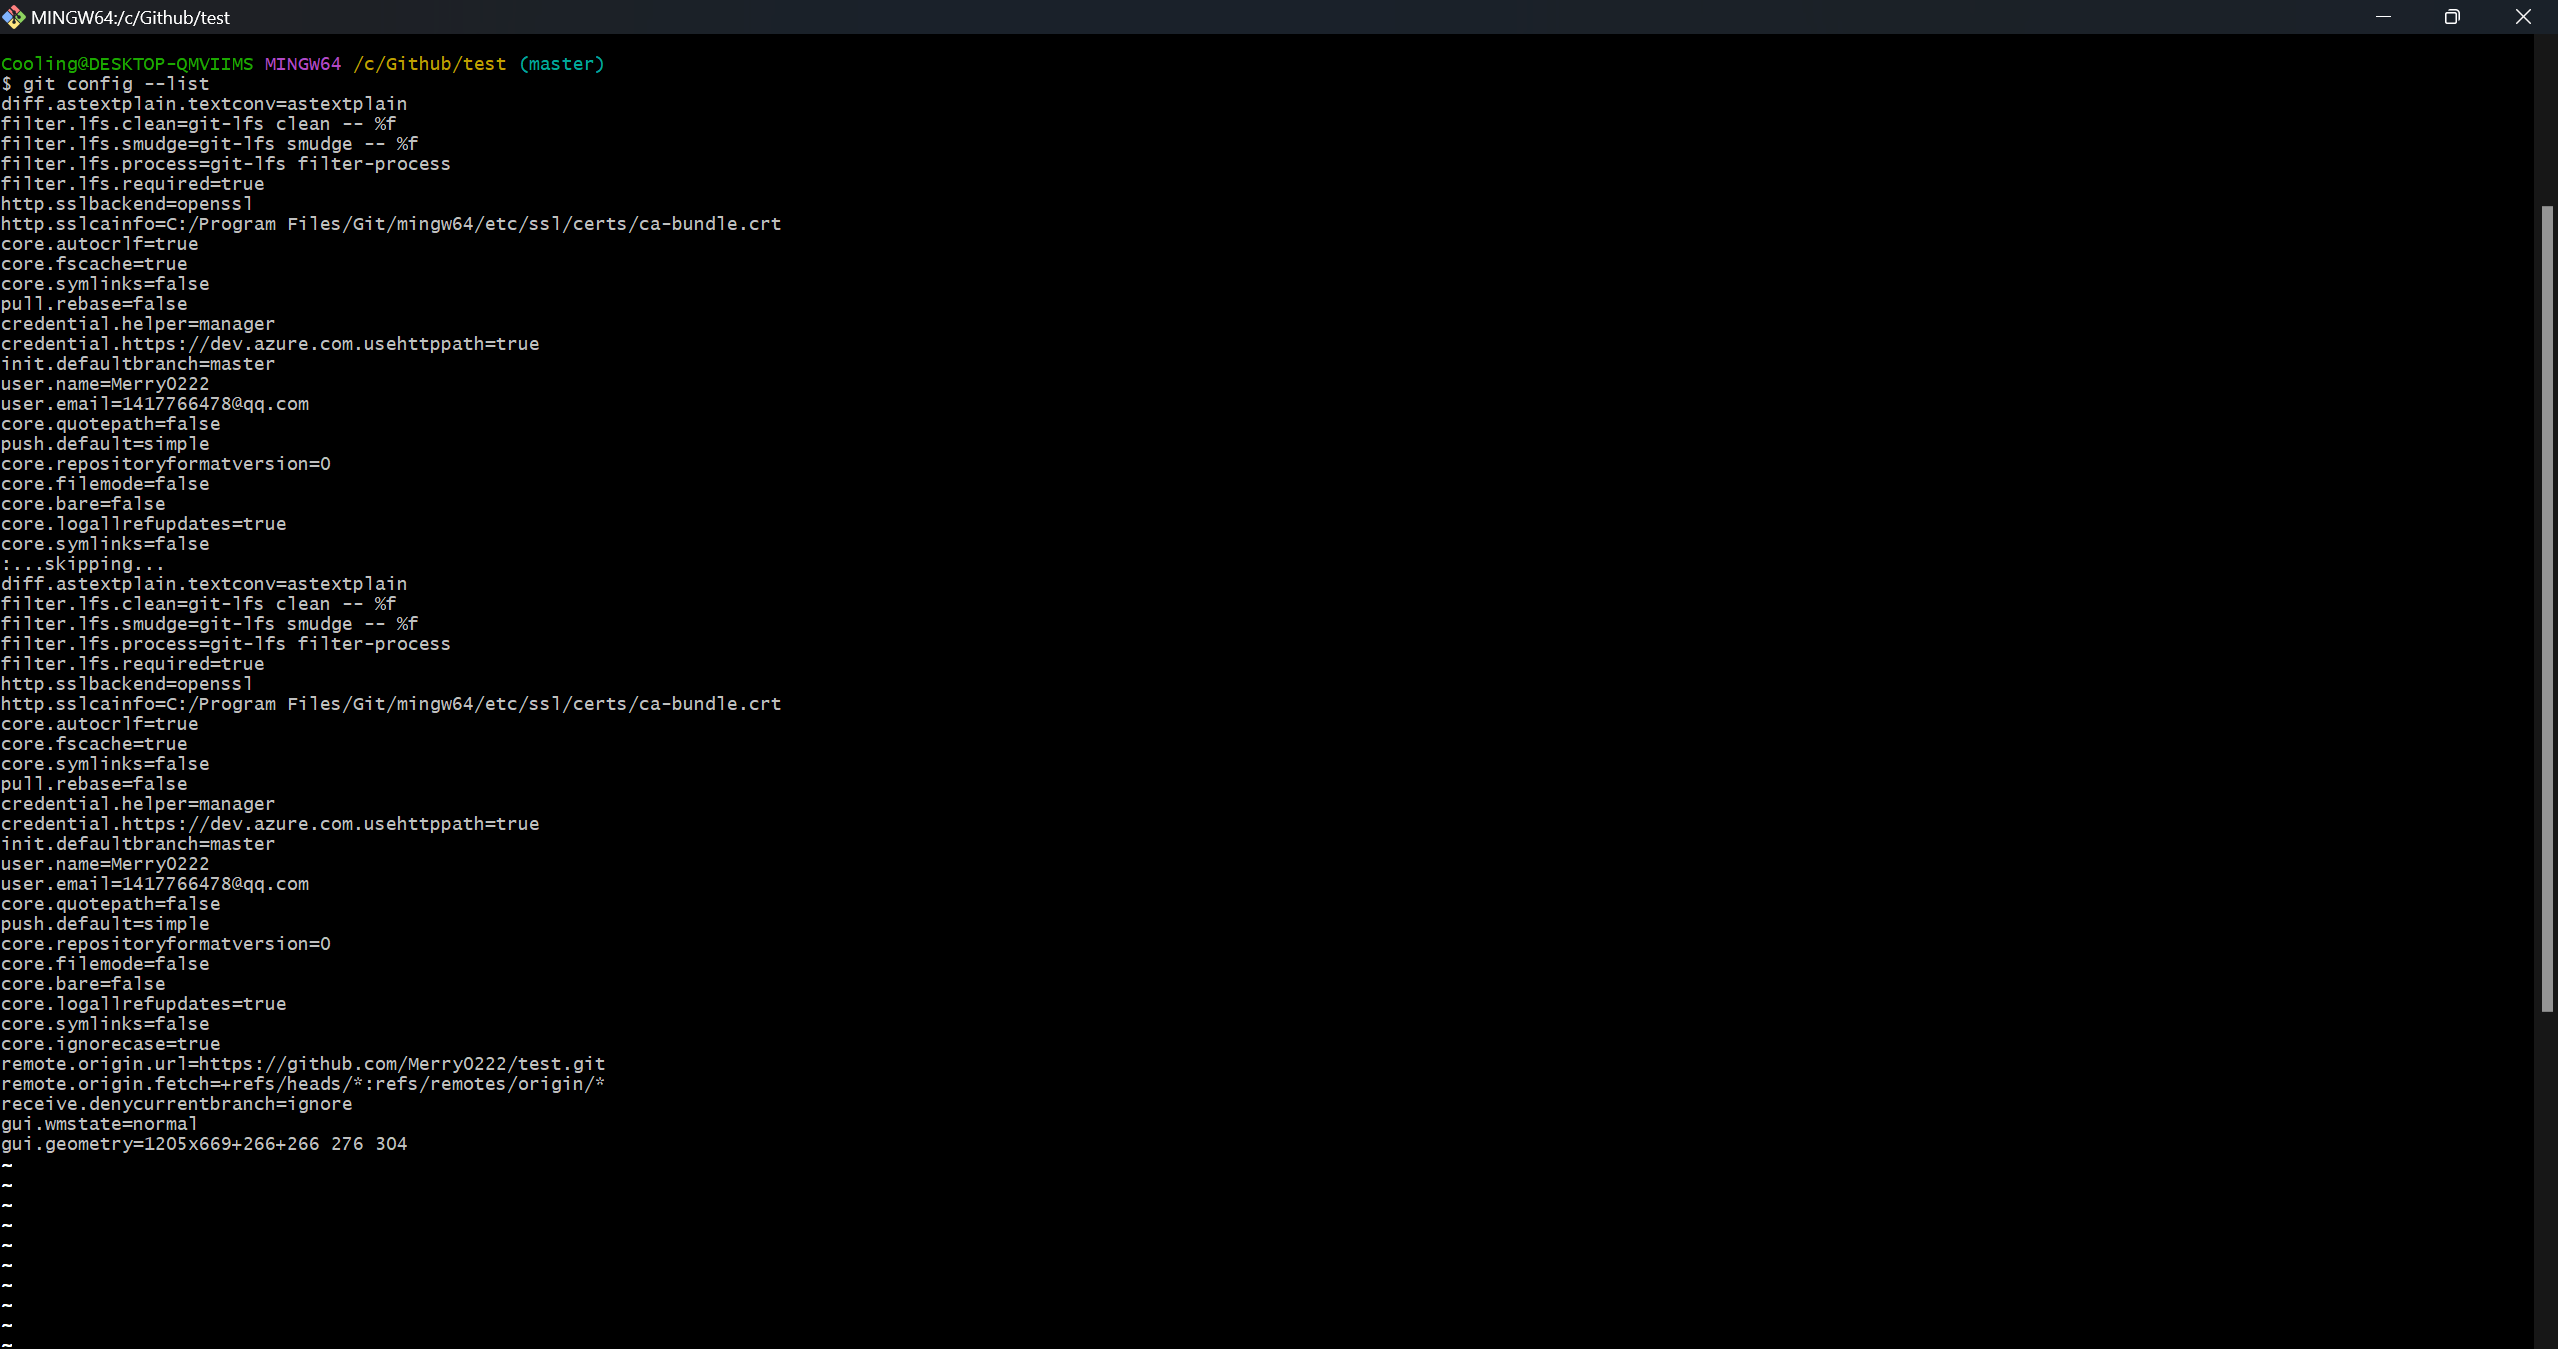 MINGW64:/c/Github/test
Cooling@DESKTOP-QMVIIMS MINGW64 /c/Github/test (master)
$ git config --list
diff.astextplain.textconv=astextplain
filter.lfs.clean=git-lfs clean -- %f
filter.lfs.smudge=git-lfs smudge -- %f
filter.lfs.process=git-lfs filter-process
filter.lfs.required=true
http.sslbackend=openssl
http.sslcainfo=C:/Program Files/Git/mingw64/etc/ssl/certs/ca-bundle.crt
core.autocrlf=true
core.fscache=true
core.symlinks=false
pull.rebase=false
credential.helper=manager
credential.https://dev.azure.com.usehttppath=true
init.defaultbranch=master
user.name=Merry0222
user.email=1417766478@qq.com
core.quotepath=false
push.default=simple
core.repositoryformatversion=0
core.filemode=false
core.bare=false
core.logallrefupdates=true
core.symlinks=false
:...skipping...
diff.astextplain.textconv=astextplain
filter.lfs.clean=git-lfs clean -- %f
filter.lfs.smudge=git-lfs smudge -- %f
filter.lfs.process=git-lfs filter-process
filter.lfs.required=true
http.sslbackend=openssl
http.sslcainfo=C:/Program Files/Git/mingw64/etc/ssl/certs/ca-bundle.crt
core.autocrlf=true
core.fscache=true
core.symlinks=false
pull.rebase=false
credential.helper=manager
credential.https://dev.azure.com.usehttppath=true
init.defaultbranch=master
user.name=Merry0222
user.email=1417766478@qq.com
core.quotepath=false
push.default=simple
core.repositoryformatversion=0
core.filemode=false
core.bare=false
core.logallrefupdates=true
core.symlinks=false
core.ignorecase=true
remote.origin.url=https://github.com/Merry0222/test.git
remote.origin.fetch=+refs/heads/*:refs/remotes/origin/*
receive.denycurrentbranch=ignore
gui.wmstate=normal
gui.geometry=1205x669+266+266 276 304
~
~
~
~
~
~
~
~
~
~